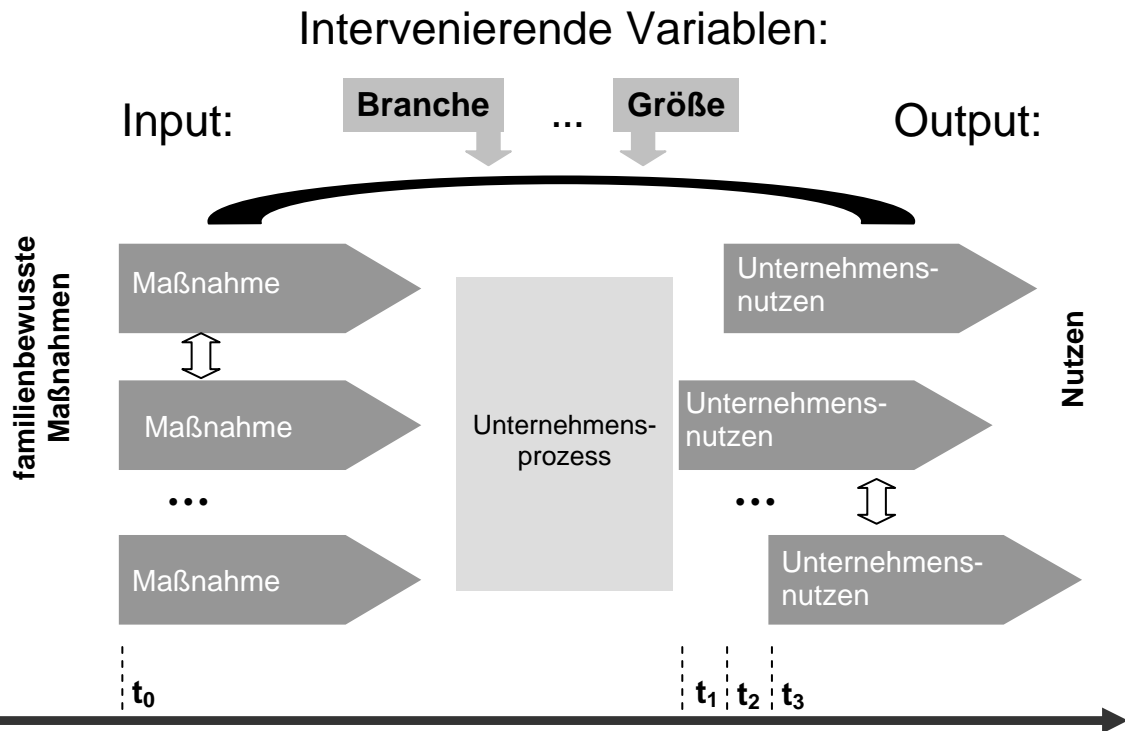 Intervenierende Variablen:
Input:
Branche
...
Größe
Output:
familienbewusste
Maßnahmen
Maßnahme
Maßnahme
...
Maßnahme
Unternehmens-
prozess
Unternehmens-
nutzen
Unternehmens-
nutzen
...
Unternehmens-
nutzen
Nutzen
t₀
t₁
t₂
t₃